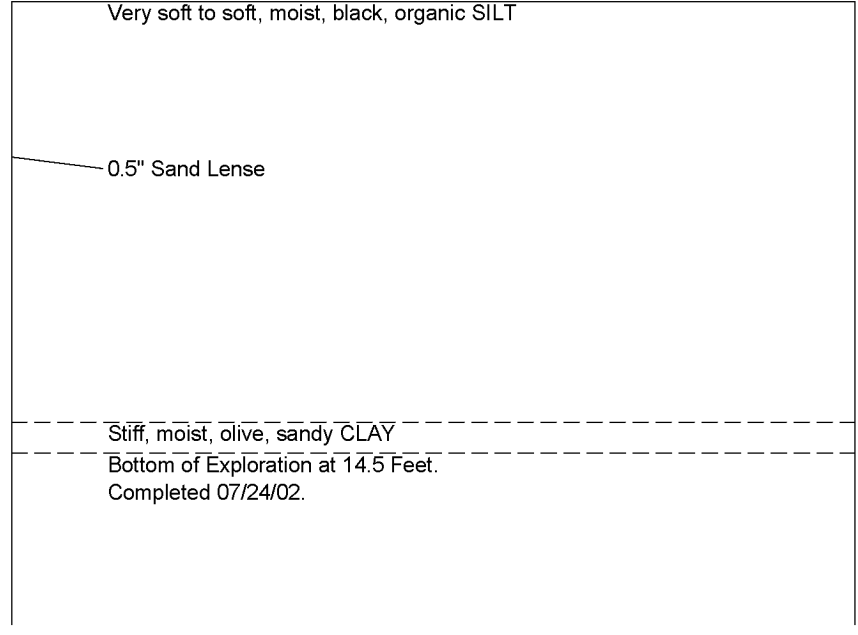 Very soft to soft, moist, black, organic SILT
0.5" Sand Lense
Stiff, moist, olive, sandy CLAY
Bottom of Exploration at 14.5 Feet.
Completed 07/24/02.